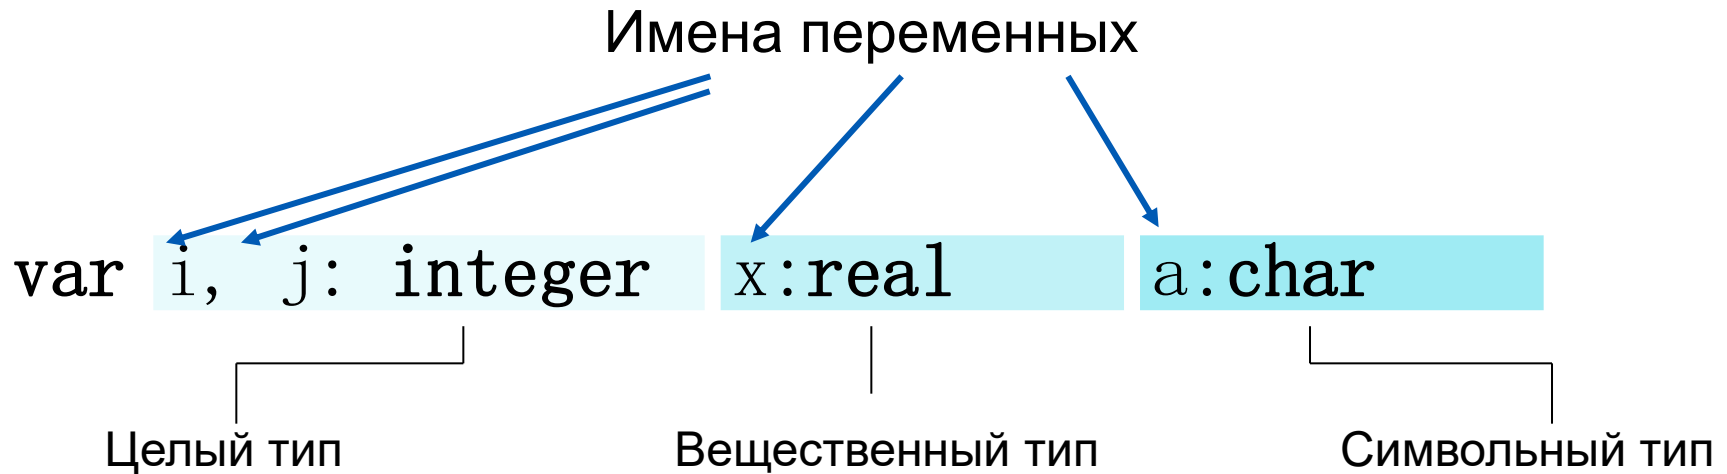 Имена переменных
var i, j: integer x:real a:char
Целый тип Вещественный тип Символьный тип